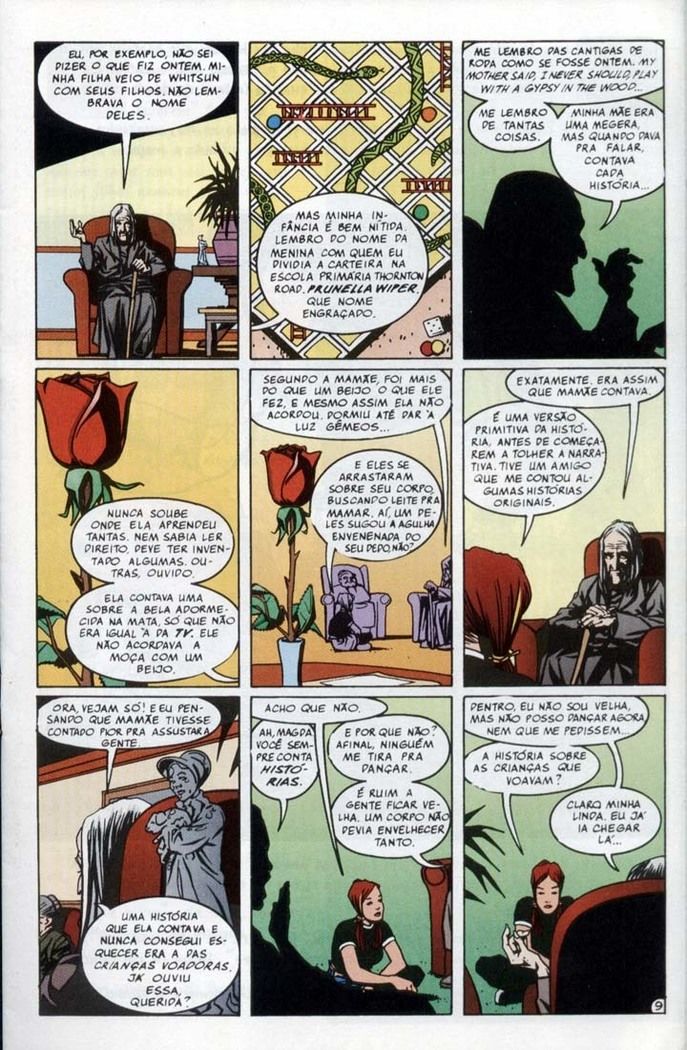 EU, POR EXEMPLO, NÃO SEI
DIZER O QUE FIZ ONTEM. MI-
NHA FILHA VEIO DE WHITSUN
COM SEUS FILHOS. NÃO LEM-
BRAVA O NOME
DELES.
MAS MINHA IN-
FÂNCIA É BEM NÍTIDA.
LEMBRO DO NOME DA
MENINA COM QUEM EU
DIVIDIA A CARTEIRA NA
ESCOLA PRIMÁRIA THORNTON
ROAD. PRUNELLA WIPER.
QUE NOME
ENGRAÇADO.
ME LEMBRO DAS CANTIGAS DE
RODA COMO SE FOSSE ONTEM. MY
MOTHER SAID, I NEVER SHOULD, PLAY
WITH A GYPSY IN THE WOOD...
ME LEMBRO
DE TANTAS
COISAS.
MINHA MÃE ERA
UMA MEGERA,
MAS QUANDO DAVA
PRA FALAR,
CONTAVA
CADA
HISTÓRIA...
NUNCA SOUBE
ONDE ELA APRENDEU
TANTAS. NEM SABIA LER
DIREITO, DEVE TER INVEN-
TADO ALGUMAS. OU-
TRAS, OUVIDO.
ELA CONTAVA UMA
SOBRE A BELA ADORME-
CIDA NA MATA, SÓ QUE NÃO
ERA IGUAL À DA TV. ELE
NÃO ACORDAVA A
MOÇA COM UM
BEIJO.
SEGUNDO A MAMÃE, FOI MAIS
DO QUE UM BEIJO O QUE ELE
FEZ, E MESMO ASSIM ELA NÃO
ACORDOU. DORMIU ATÉ DAR À
LUZ GÊMEOS...
E ELES SE
ARRASTARAM
SOBRE SEU CORPO,
BUSCANDO LEITE PRA
MAMAR. AÍ, UM DE-
LES SUGOU A AGULHA
ENVENENADA DO
SEU DEDO, NÃO?
EXATAMENTE. ERA ASSIM
QUE MAMÃE CONTAVA.
É UMA VERSÃO
PRIMITIVA DA HISTÓ-
RIA, ANTES DE COMEÇA-
REM A TOLHER A NARRA-
TIVA. TIVE UM AMIGO
QUE ME CONTOU AL-
GUMAS HISTÓRIAS
ORIGINAIS.
ORA, VEJAM SÓ! E EU PEN-
SANDO QUE MAMÃE TIVESSE
CONTADO PIOR PRA ASSUSTAR A
GENTE.
UMA HISTÓRIA
QUE ELA CONTAVA E
NUNCA CONSEGUI ES-
QUECER ERA A DAS
CRIANÇAS VOADORAS.
JÁ OUVIU
ESSA,
QUERIDA?
ACHO QUE NÃO.
AH, MAGDA
VOCÊ SEM-
PRE CONTA
HISTÓ-
RIAS.
E POR QUE NÃO?
AFINAL, NINGUÉM
ME TIRA PRA
DANÇAR.
É RUIM A
GENTE FICAR VE-
LHA. UM CORPO NÃO
DEVIA ENVELHECER
TANTO.
DENTRO, EU NÃO SOU VELHA,
MAS NÃO POSSO DANÇAR AGORA
NEM QUE ME PEDISSEM...
A HISTÓRIA SOBRE
AS CRIANÇAS QUE
VOAVAM?
CLARO, MINHA
LINDA. EU JÁ
IA CHEGAR
LÁ...
9